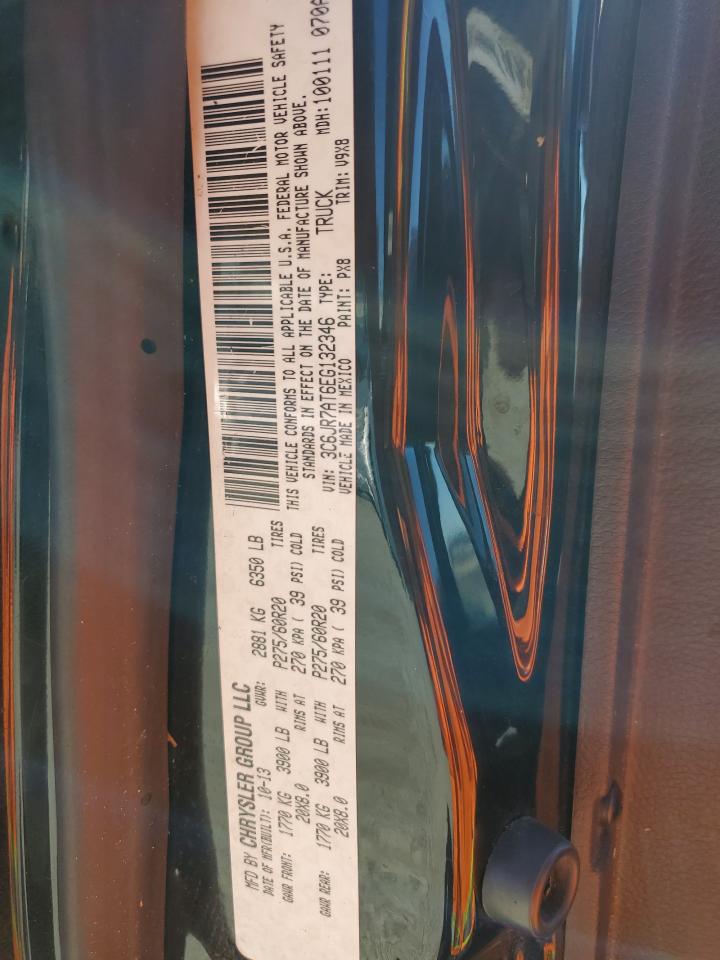 MFD BY CHRYSLER GROUP LLC
DATE OF MFR(BUILT): 10-13 GVWR: 2881 KG 6350 LB
GAWR FRONT: 1770 KG 3900 LB WITH P275/60R20 TIRES
20X8.0 RIMS AT 270 KPA ( 39 PSI) COLD
GAWR REAR: 1770 KG 3900 LB WITH P275/60R20 TIRES
20X8.0 RIMS AT 270 KPA ( 39 PSI) COLD
THIS VEHICLE CONFORMS TO ALL APPLICABLE U.S.A. FEDERAL MOTOR VEHICLE SAFETY
STANDARDS IN EFFECT ON THE DATE OF MANUFACTURE SHOWN ABOVE.
VIN: 3C6JR7AT6EG132346 TYPE: TRUCK MDH: 100111 070A
VEHICLE MADE IN MEXICO PAINT: PX8 TRIM: V9X8